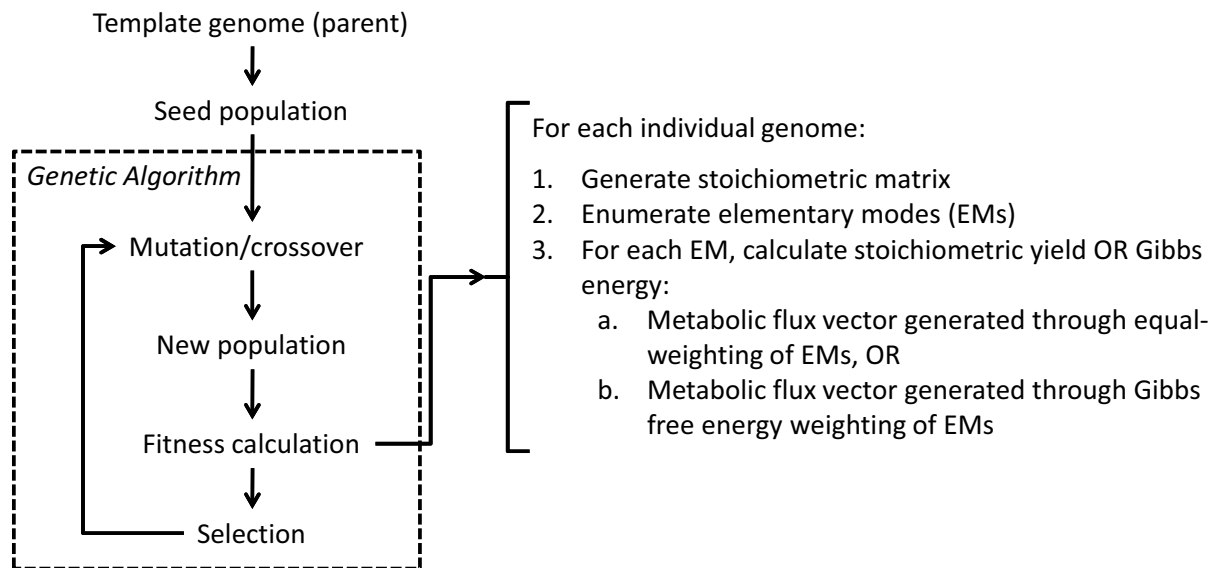 Template genome (parent)
Seed population
Genetic Algorithm
Mutation/crossover
New population
Fitness calculation
Selection
For each individual genome:
1. Generate stoichiometric matrix
2. Enumerate elementary modes (EMs)
3. For each EM, calculate stoichiometric yield OR Gibbs
energy:
a. Metabolic flux vector generated through equal-
weighting of EMs, OR
b. Metabolic flux vector generated through Gibbs
free energy weighting of EMs